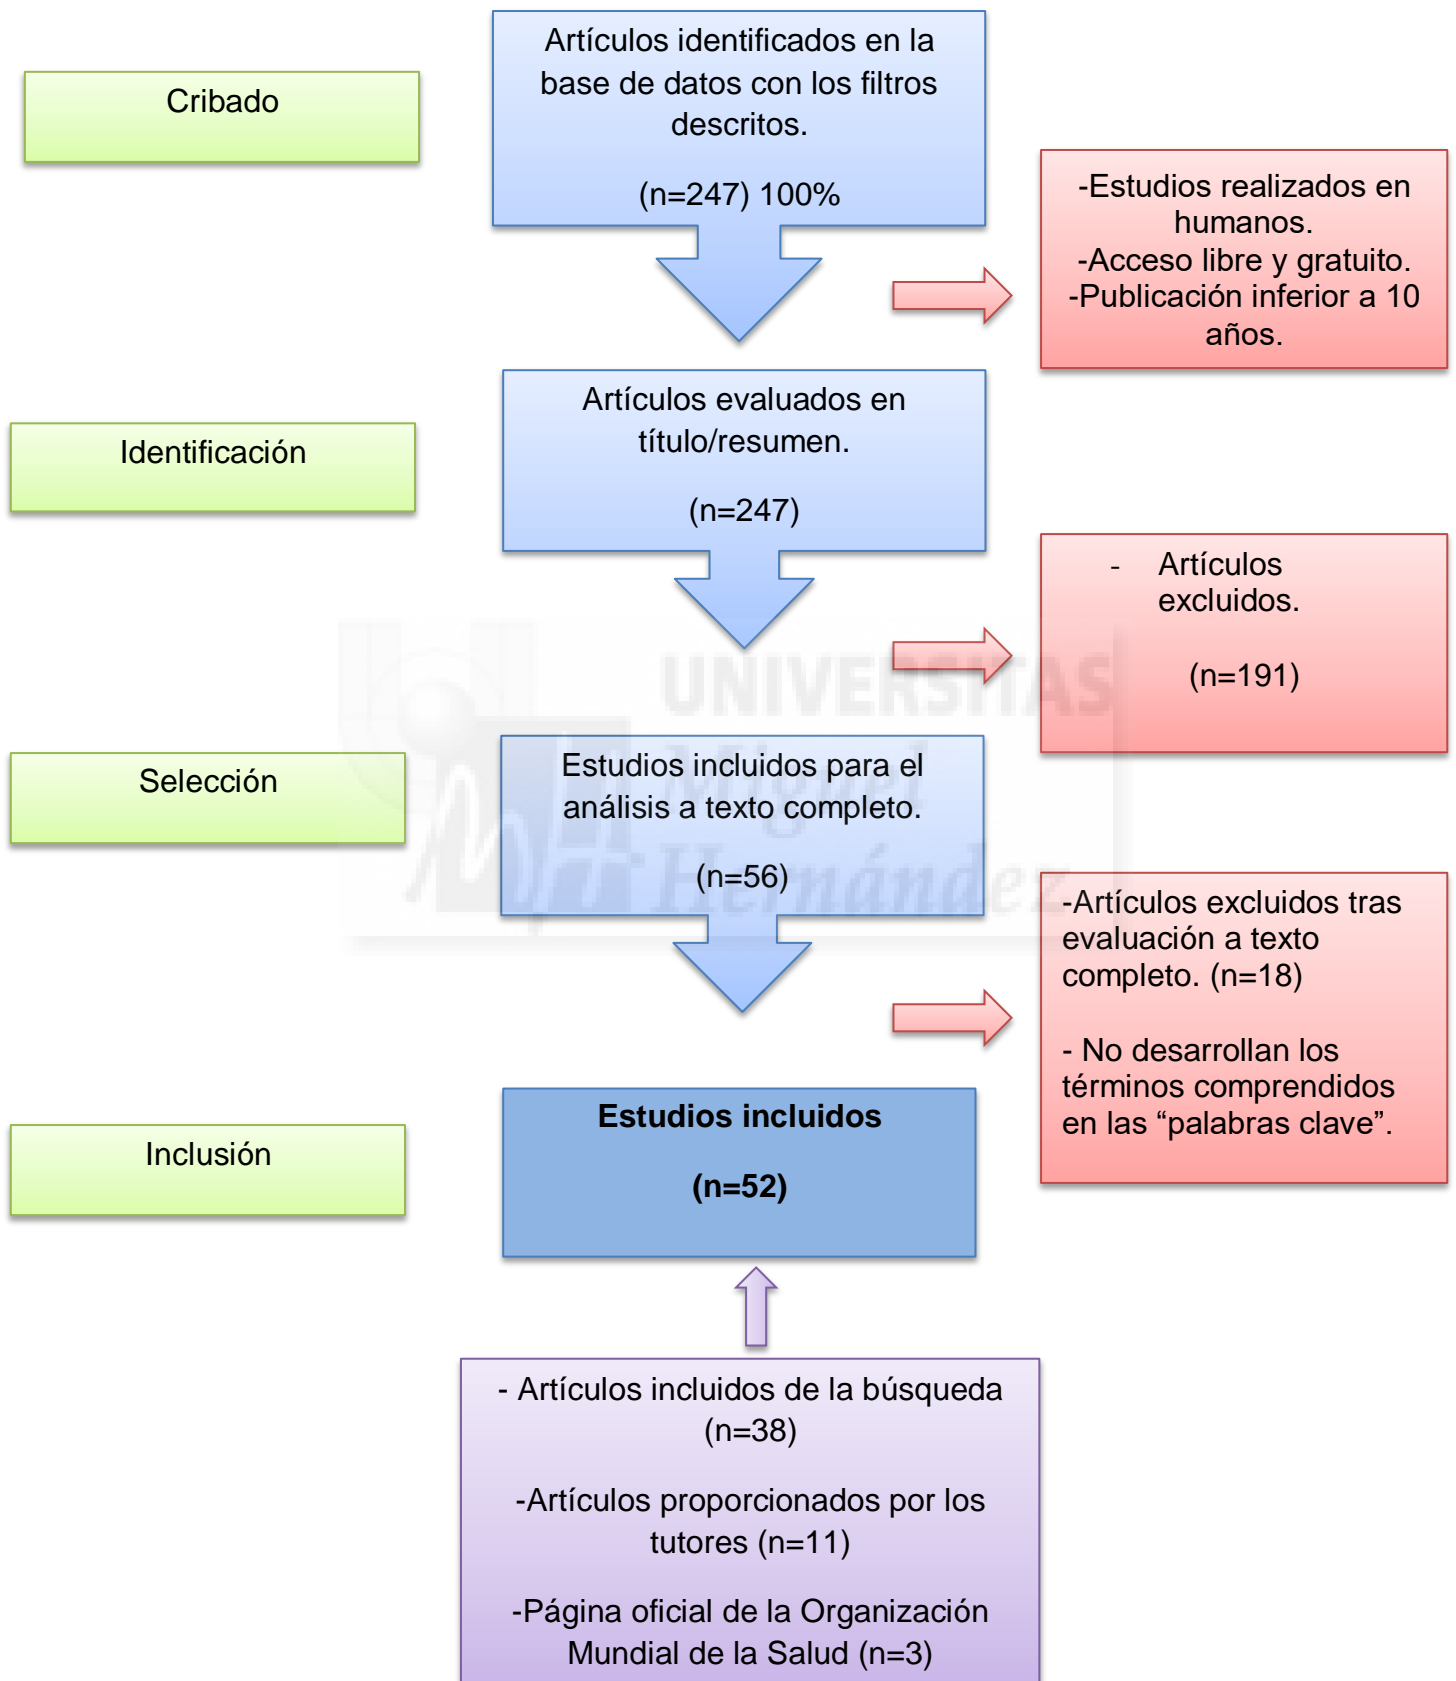 Cribado
Artículos identificados en la
base de datos con los filtros
descritos.
(n=247) 100%
-Estudios realizados en
humanos.
-Acceso libre y gratuito.
-Publicación inferior a 10
años.
Identificación
Artículos evaluados en
título/resumen.
(n=247)
- Artículos
excluidos.
(n=191)
UNIVERSITAS
Miguel
Hernández
Selección
Estudios incluidos para el
análisis a texto completo.
(n=56)
-Artículos excluidos tras
evaluación a texto
completo. (n=18)
- No desarrollan los
términos comprendidos
en las “palabras clave”.
Inclusión
Estudios incluidos
(n=52)
- Artículos incluidos de la búsqueda
(n=38)
-Artículos proporcionados por los
tutores (n=11)
-Página oficial de la Organización
Mundial de la Salud (n=3)